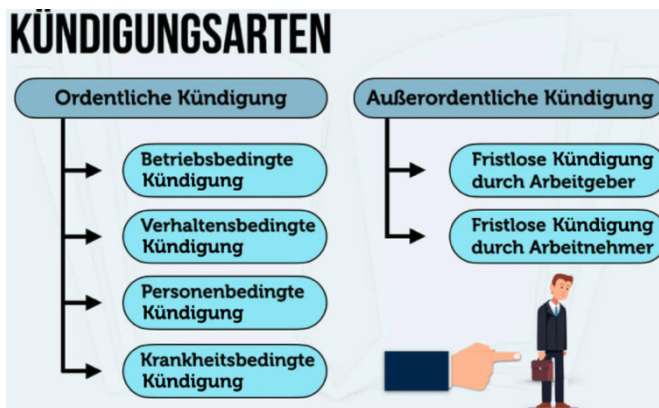 KÜNDIGUNGSARTEN
Ordentliche Kündigung
Betriebsbedingte
Kündigung
Verhaltensbedingte
Kündigung
Personenbedingte
Kündigung
Krankheitsbedingte
Kündigung
Außerordentliche Kündigung
Fristlose Kündigung
durch Arbeitgeber
Fristlose Kündigung
durch Arbeitnehmer